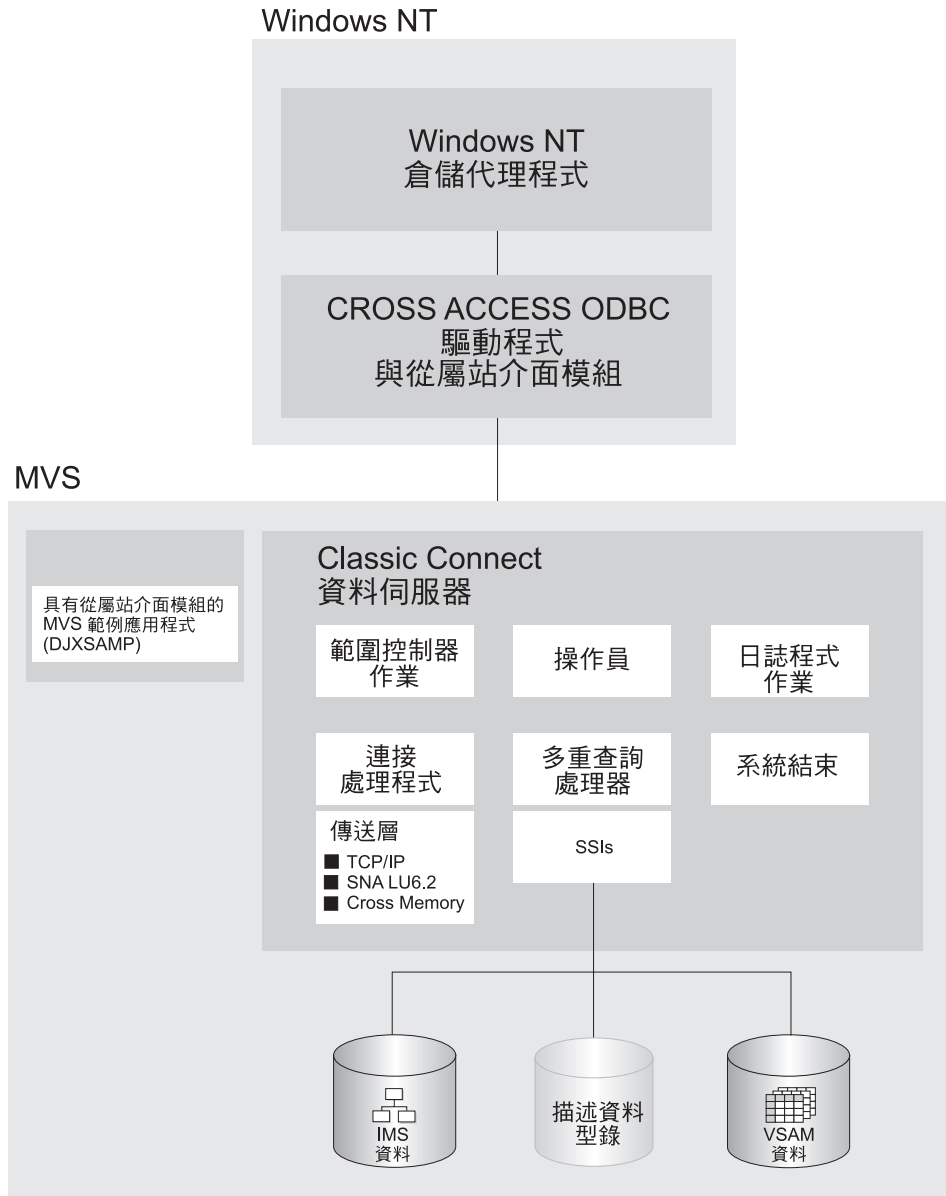 Windows NT
Windows NT
倉儲代理程式
CROSS ACCESS ODBC
驅動程式
與從屬站介面模組
MVS
具有從屬站介面模組的
MVS 範例應用程式
(DJXSAMP)
Classic Connect
資料伺服器
範圍控制器
作業
操作員
日誌程式
作業
連接
處理程式
多重查詢
處理器
系統結束
傳送層
■ TCP/IP
■ SNA LU6.2
■ Cross Memory
SSIs
IMS
資料
描述資料
型錄
VSAM
資料